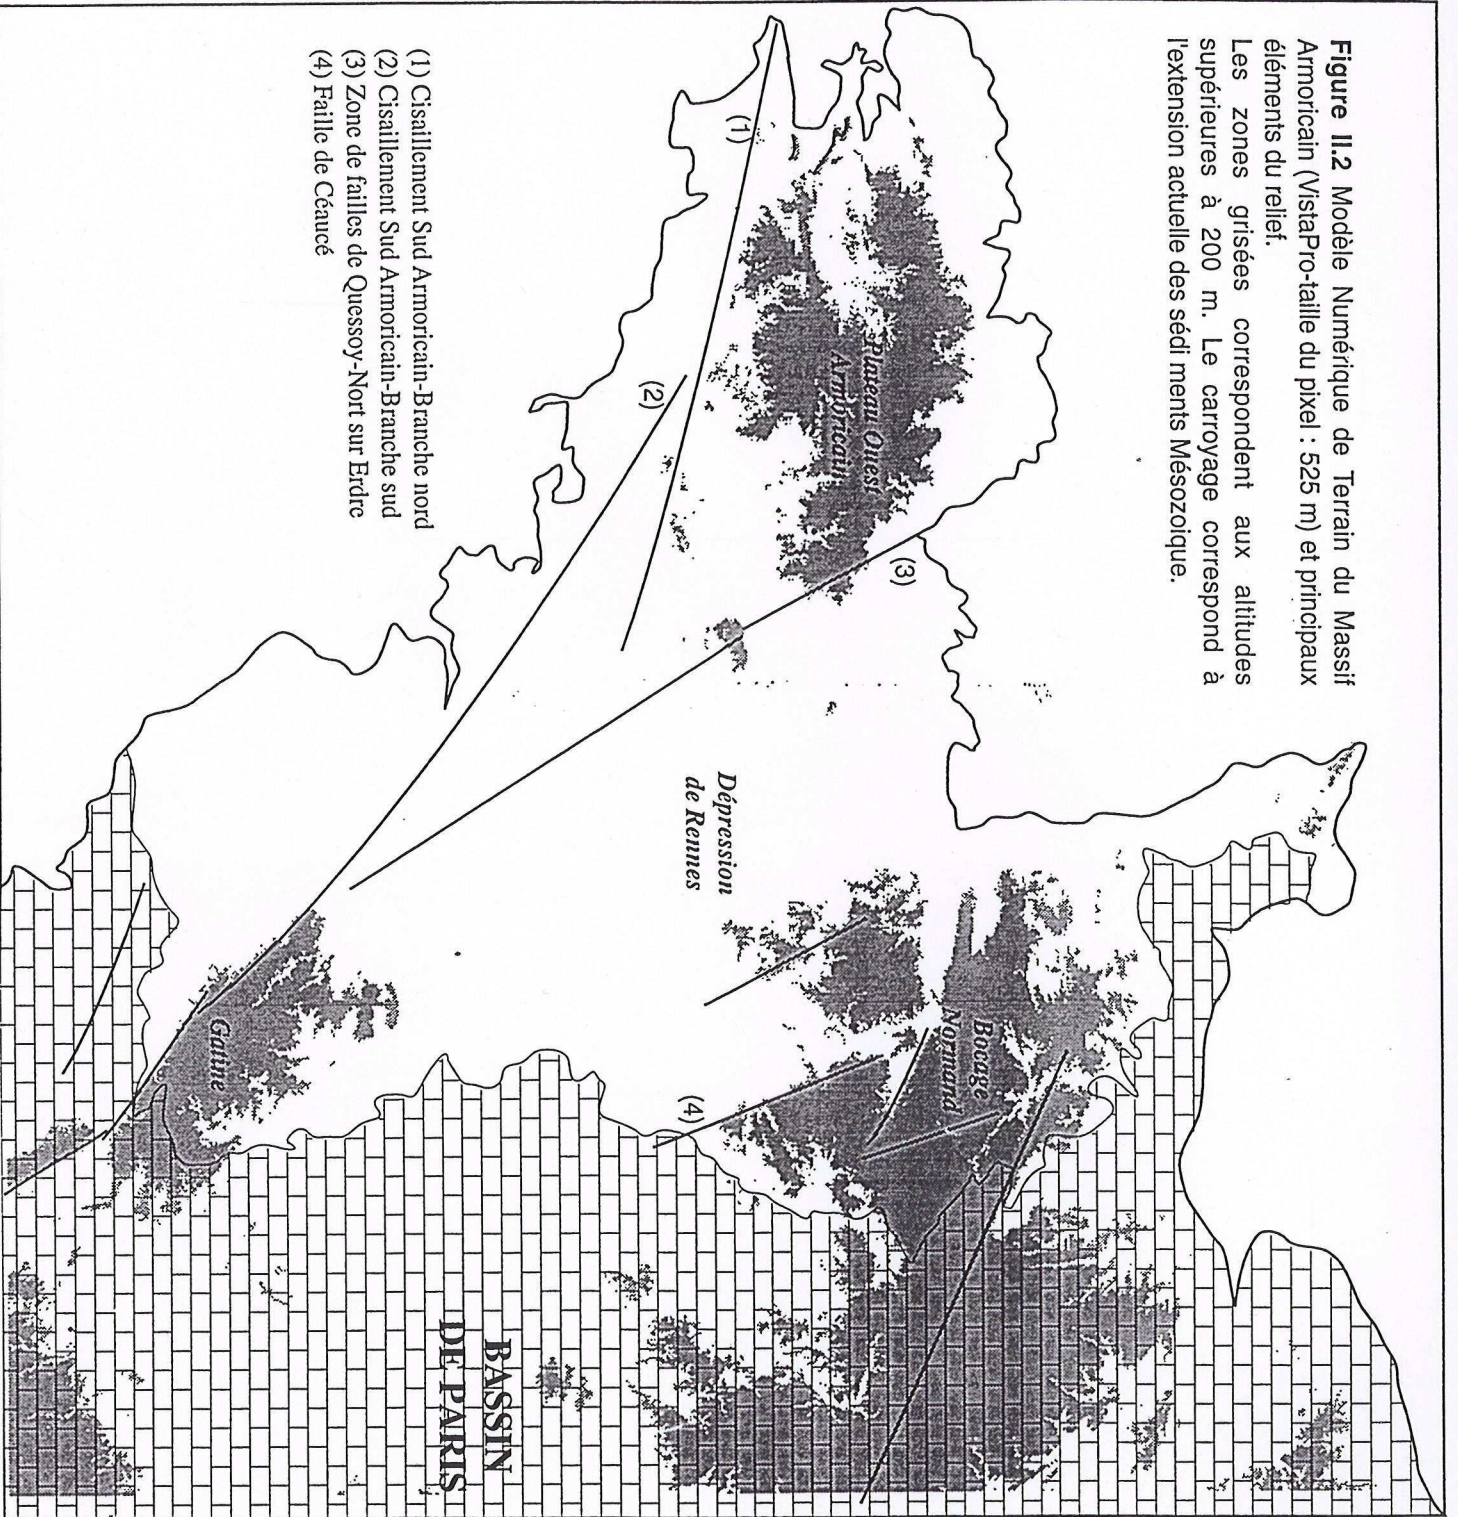 Figure II.2 Modèle Numérique de Terrain du Massif
Armoricain (VistaPro-taille du pixel : 525 m) et principaux
éléments du relief.
Les zones grisées correspondent aux altitudes
supérieures à 200 m. Le carroyage correspond à
l'extension actuelle des sédi ments Mésozoique.
(1)
(2)
(3)
(4)
Plateau Ouest
Armoricain
Dépression
de Rennes
Bocage
Normand
Gatine
BASSIN
DE PARIS
(1) Cisaillement Sud Armoricain-Branche nord
(2) Cisaillement Sud Armoricain-Branche sud
(3) Zone de failles de Quessoy-Nort sur Erdre
(4) Faille de Céaucé